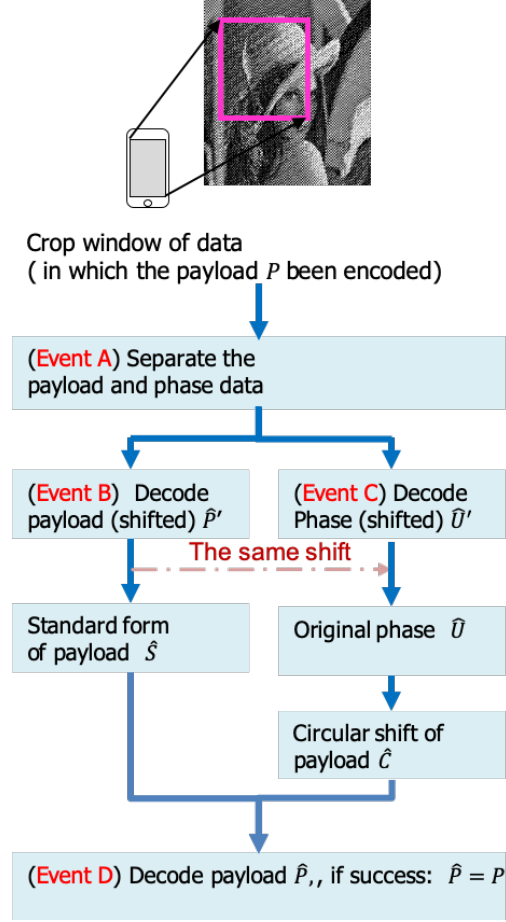 Crop window of data
( in which the payload 𝑃 been encoded)
(Event A) Separate the
payload and phase data
(Event B) Decode
payload (shifted) P̂′
(Event C) Decode
Phase (shifted) Û′
The same shift
Standard form
of payload Ŝ
Original phase Û
Circular shift of
payload Ĉ
(Event D) Decode payload P̂,, if success: P̂ = P